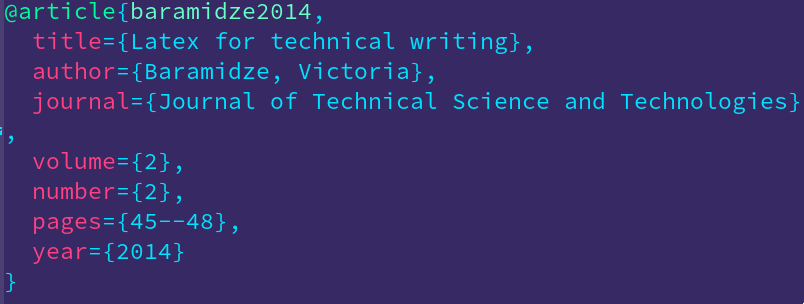 @article{baramidze2014,
  title={Latex for technical writing},
  author={Baramidze, Victoria},
  journal={Journal of Technical Science and Technologies}
,
  volume={2},
  number={2},
  pages={45--48},
  year={2014}
}